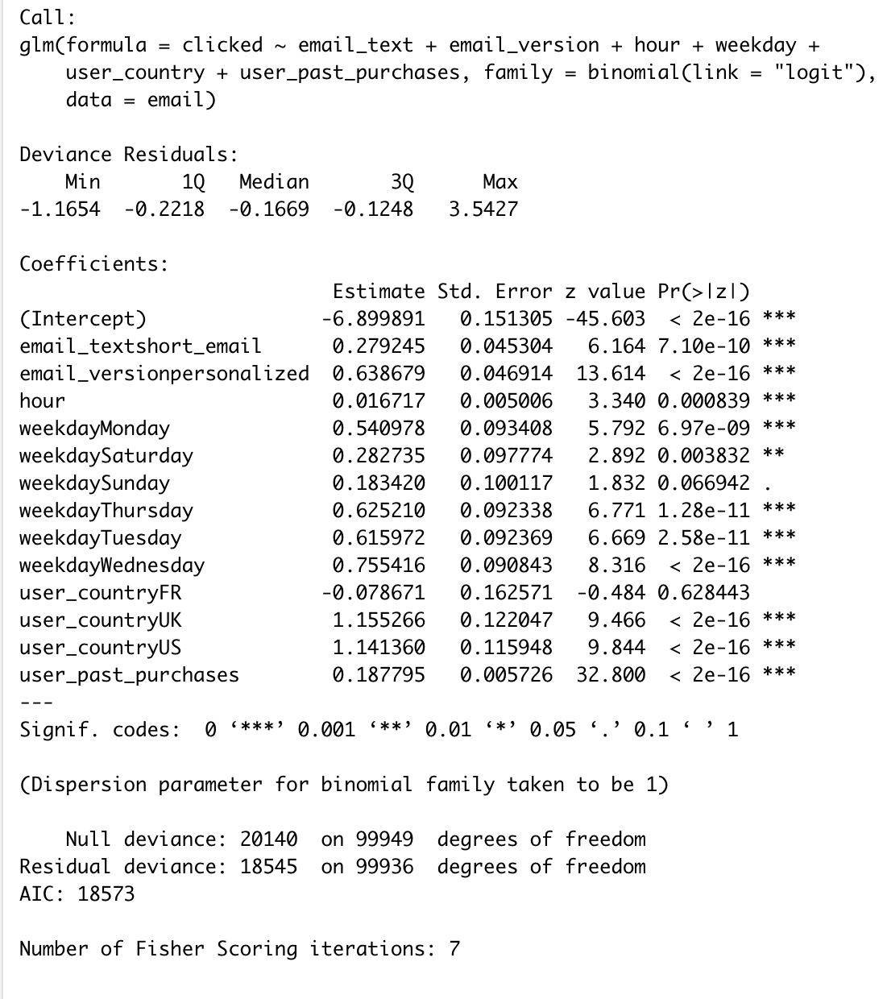 Call:
glm(formula = clicked ~ email_text + email_version + hour + weekday +
    user_country + user_past_purchases, family = binomial(link = "logit"),
    data = email)

Deviance Residuals:
    Min       1Q   Median       3Q      Max
-1.1654  -0.2218  -0.1669  -0.1248   3.5427

Coefficients:
                           Estimate Std. Error z value Pr(>|z|)
(Intercept)               -6.899891   0.151305 -45.603  < 2e-16 ***
email_textshort_email      0.279245   0.045304   6.164 7.10e-10 ***
email_versionpersonalized  0.638679   0.046914  13.614  < 2e-16 ***
hour                       0.016717   0.005006   3.340 0.000839 ***
weekdayMonday              0.540978   0.093408   5.792 6.97e-09 ***
weekdaySaturday            0.282735   0.097774   2.892 0.003832 **
weekdaySunday              0.183420   0.100117   1.832 0.066942 .
weekdayThursday            0.625210   0.092338   6.771 1.28e-11 ***
weekdayTuesday             0.615972   0.092369   6.669 2.58e-11 ***
weekdayWednesday           0.755416   0.090843   8.316  < 2e-16 ***
user_countryFR            -0.078671   0.162571  -0.484 0.628443
user_countryUK             1.155266   0.122047   9.466  < 2e-16 ***
user_countryUS             1.141360   0.115948   9.844  < 2e-16 ***
user_past_purchases        0.187795   0.005726  32.800  < 2e-16 ***
---
Signif. codes:  0 ‘***’ 0.001 ‘**’ 0.01 ‘*’ 0.05 ‘.’ 0.1 ‘ ’ 1

(Dispersion parameter for binomial family taken to be 1)

    Null deviance: 20140  on 99949  degrees of freedom
Residual deviance: 18545  on 99936  degrees of freedom
AIC: 18573

Number of Fisher Scoring iterations: 7